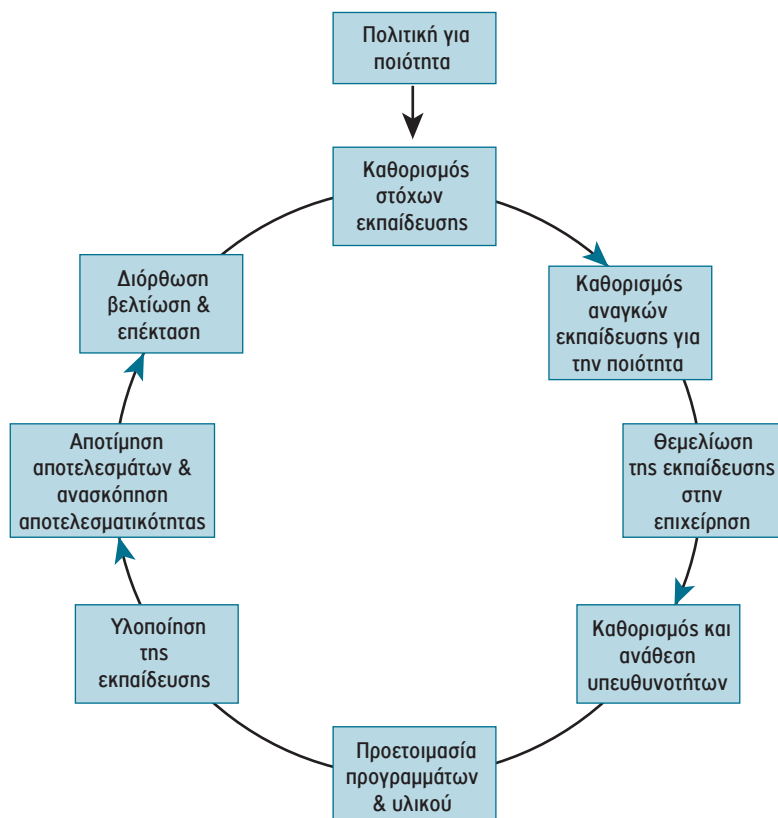 Πολιτική για
ποιότητα
Καθορισμός
στόχων
εκπαίδευσης
Καθορισμός
αναγκών
εκπαίδευσης για
την ποιότητα
Θεμελίωση
της εκπαίδευσης
στην
επιχείρηση
Καθορισμός και
ανάθεση
υπευθυνοτήτων
Προετοιμασία
προγραμμάτων
& υλικού
Υλοποίηση
της
εκπαίδευσης
Αποτίμηση
αποτελεσμάτων &
ανασκόπηση
αποτελεσματικότητας
Διόρθωση
βελτίωση &
επέκταση